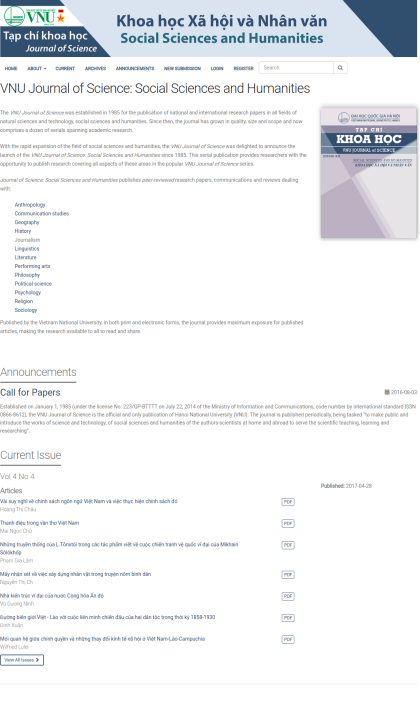 VNU
Tạp chí khoa học
Journal of Science
Khoa học Xã hội và Nhân văn
Social Sciences and Humanities
HOME ABOUT CURRENT ARCHIVES ANNOUNCEMENTS NEW SUBMISSION LOGIN REGISTER Search
VNU Journal of Science: Social Sciences and Humanities
The VNU Journal of Science was established in 1985 for the publication of national and international research papers in all fields of
natural sciences and technology, social sciences and humanities. Since then, the journal has grown in quality, size and scope and now
comprises a dozen of serials spanning academic research.
With the rapid expension of the field of social sciences and humanities, the VNU Journal of Science was delighted to announce the
launch of the VNU Journal of Science: Social Sciences and Humanities since 1985. This serial publication provides researchers with the
opportunity to publish research covering all aspects of these areas in the popular VNU Journal of Science series.
Journal of Science: Social Sciences and Humanities publishes peer-reviewed research papers, communications and reviews dealing
with:
Anthropology
Communication studies
Geography
History
Journalism
Linguistics
Literature
Performing arts
Philosophy
Political science
Psychology
Religion
Sociology
Published by the Vietnam National University, in both print and electronic forms, the journal provides maximum exposure for published
articles, making the research available to all to read and share.
ĐẠI HỌC QUỐC GIA HÀ NỘI
TẠP CHÍ
KHOA HỌC
VNU JOURNAL OF SCIENCE
Announcements
Call for Papers
2016-08-03
Established on January 1, 1985 (under the license No. 223/GP-BTTTT on July 22, 2014 of the Ministry of Information and Communications, code number by international standard ISSN
0866-8612), the VNU Journal of Science is the official and only publication of Hanoi National University (VNU). The journal is published periodically, being tasked "to make public and
introduce the works of science and technology, of social sciences and humanities of the authors-scientists at home and abroad to serve the scientific teaching, learning and
researching".
Current Issue
Vol 4 No 4
Published: 2017-04-28
Articles
Vài suy nghĩ về chính sách ngôn ngữ Việt Nam và việc thực hiện chính sách đó PDF
Hoàng Thị Châu
Thanh điệu trong văn thơ Việt Nam PDF
Mai Ngọc Chừ
Những truyền thống của L.Tônxtôi trong các tác phẩm viết về cuộc chiến tranh vệ quốc vĩ đại của Mikhain PDF
Sôlôkhốp
Phạm Gia Lâm
Mấy nhận xét về việc xây dựng nhân vật trong truyện nôm bình dân PDF
Nguyễn Thị Ch
Nhà kiến trúc vĩ đại của nước Cộng hòa Ấn độ PDF
Vũ Dương Ninh
Đường biên giới Việt - Lào với cuộc liên minh chiến đấu của hai dân tộc trong thời kỳ 1858-1930 PDF
Đinh Xuân
Mối quan hệ giữa chính quyền và những thay đổi kinh tế xã hội ở Việt Nam-Lào-Campuchia PDF
Wilfried Lulei
View All Issues